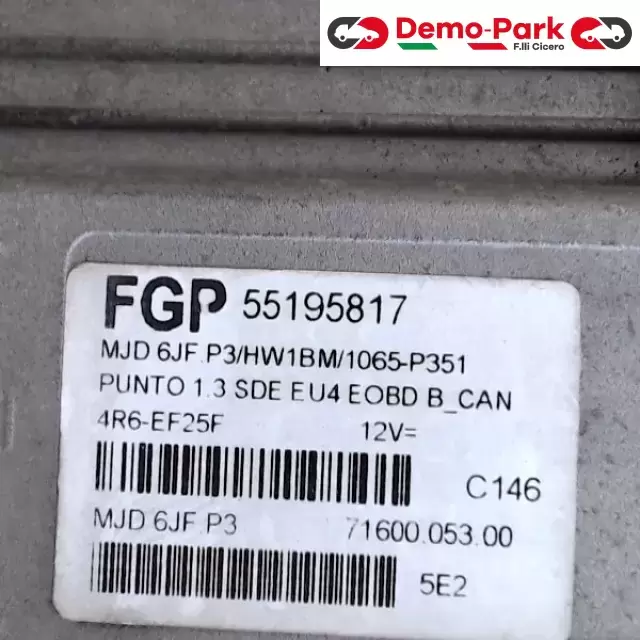 Demo-Park
F.lli Cicero
FGP 55195817
MJD 6JF.P3/HW1BM/1065-P351
PUNTO 1.3 SDE EU4 EOBD B_CAN
4R6-EF25F 12V=
C146
MJD 6JF.P3 71600.053.00
5E2